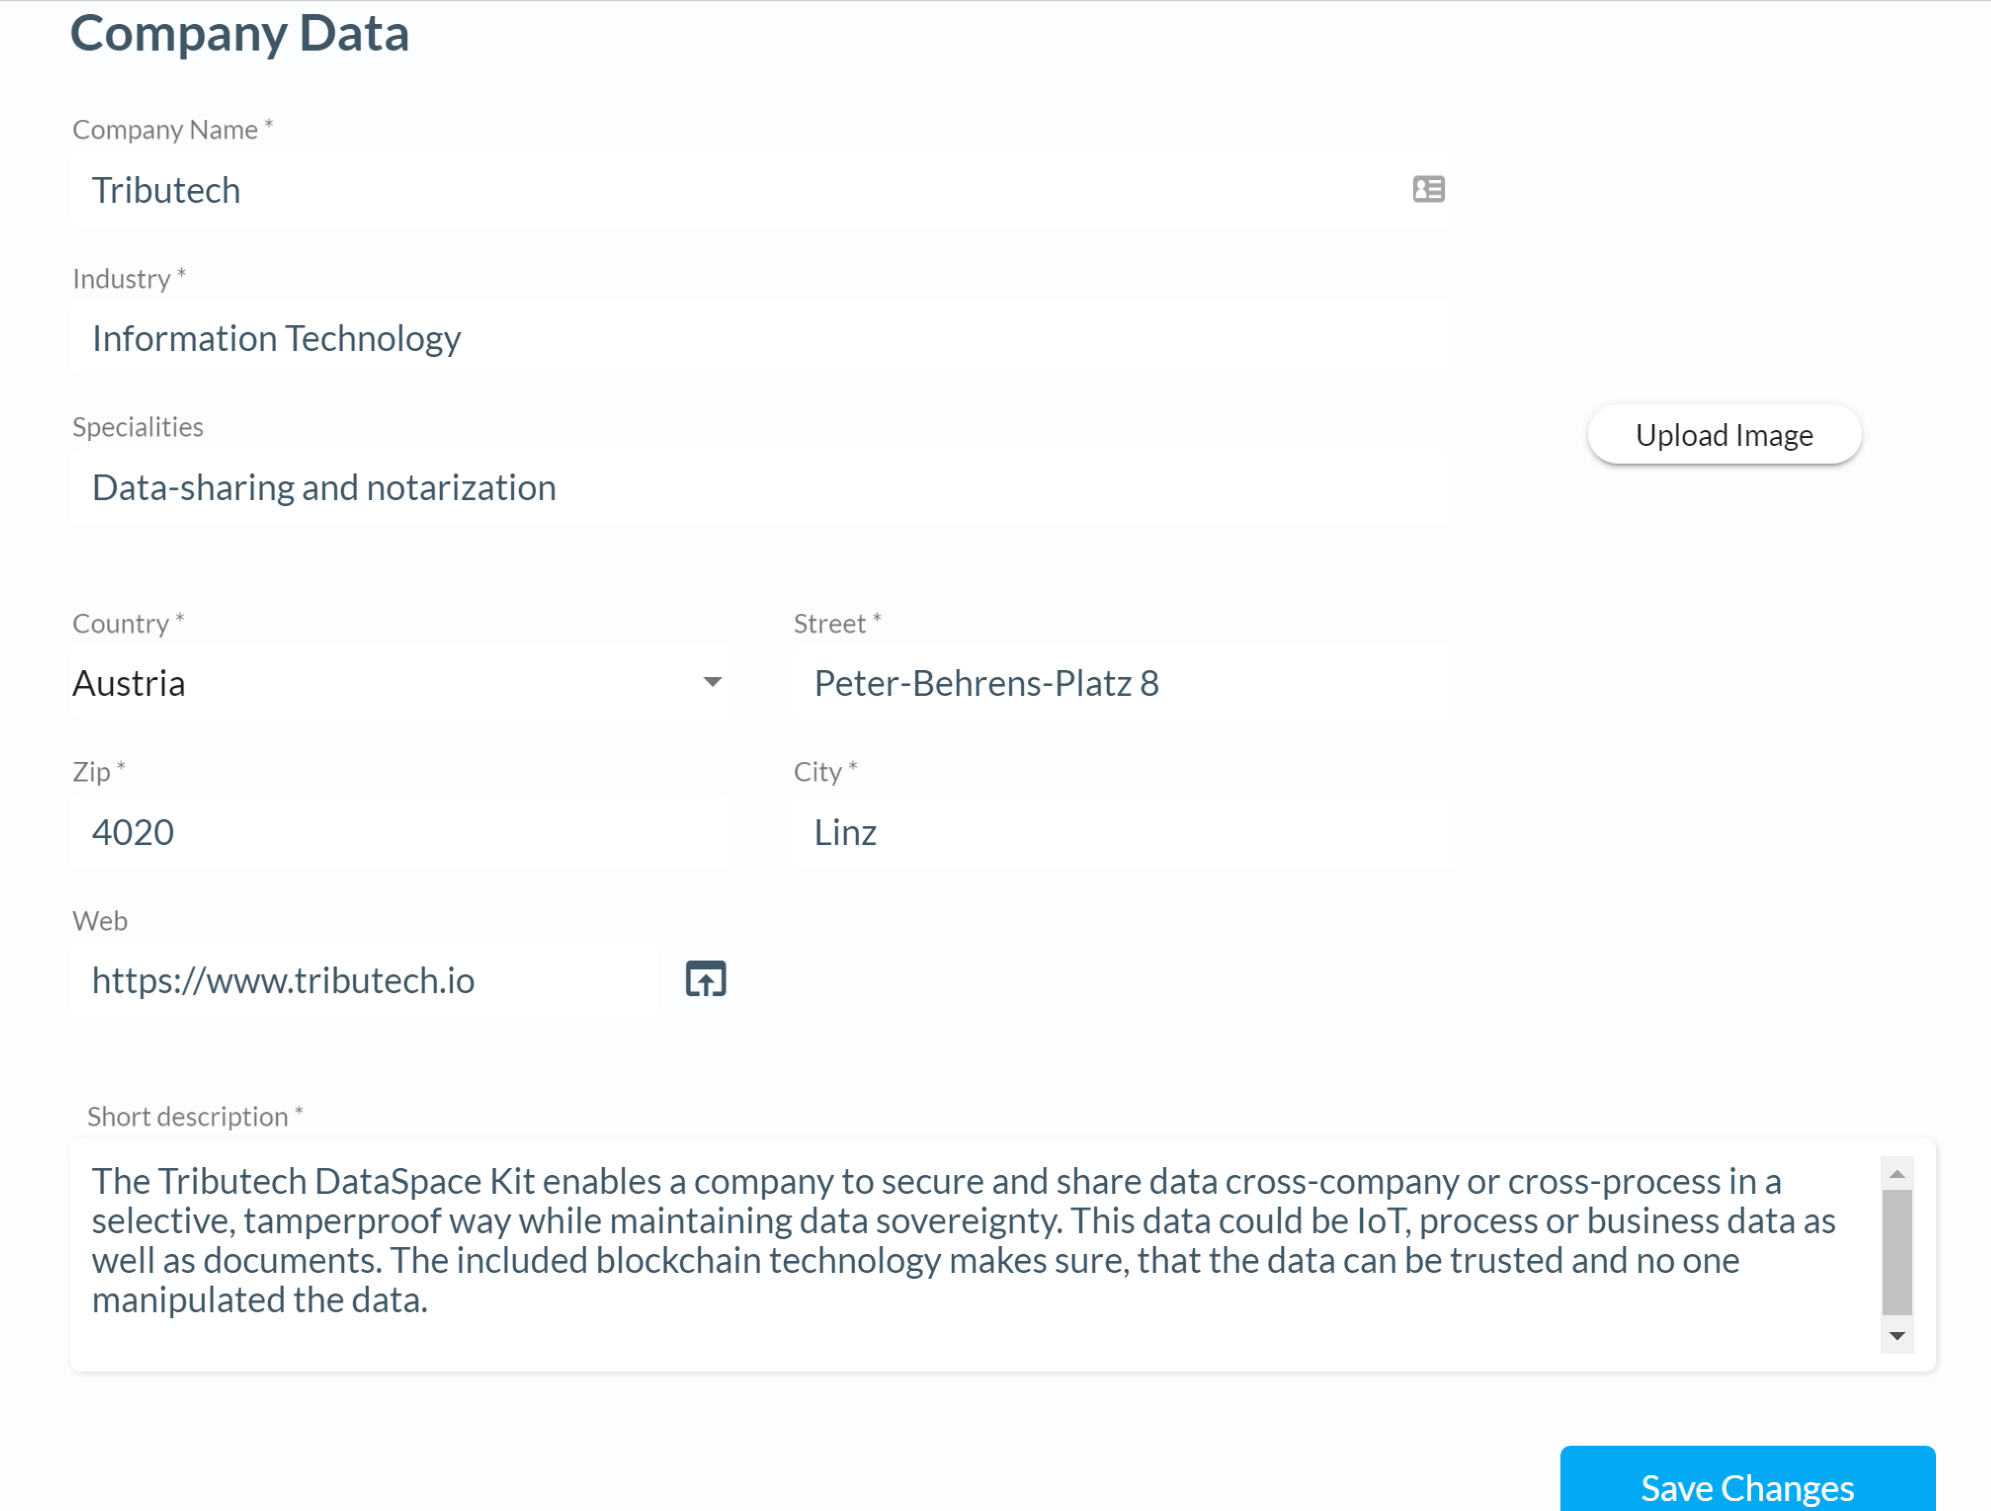 Company Data
Company Name *
Tributech
Industry *
Information Technology
Specialities
Data-sharing and notarization
Upload Image
Country *
Street *
Austria
Peter-Behrens-Platz 8
Zip *
City *
4020
Linz
Web
https://www.tributech.io
Short description *
The Tributech DataSpace Kit enables a company to secure and share data cross-company or cross-process in a
selective, tamperproof way while maintaining data sovereignty. This data could be IoT, process or business data as
well as documents. The included blockchain technology makes sure, that the data can be trusted and no one
manipulated the data.
Save Changes